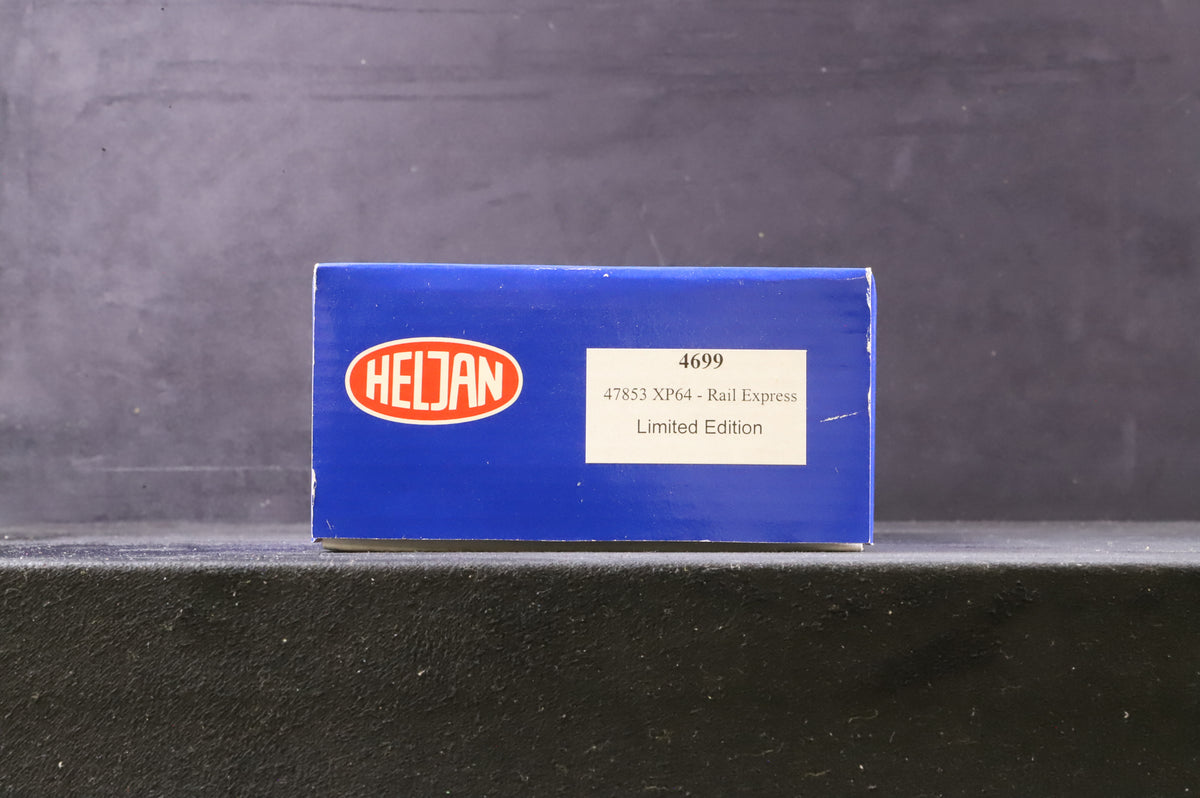 HELJAN
4699
47853 XP64 - Rail Express
Limited Edition